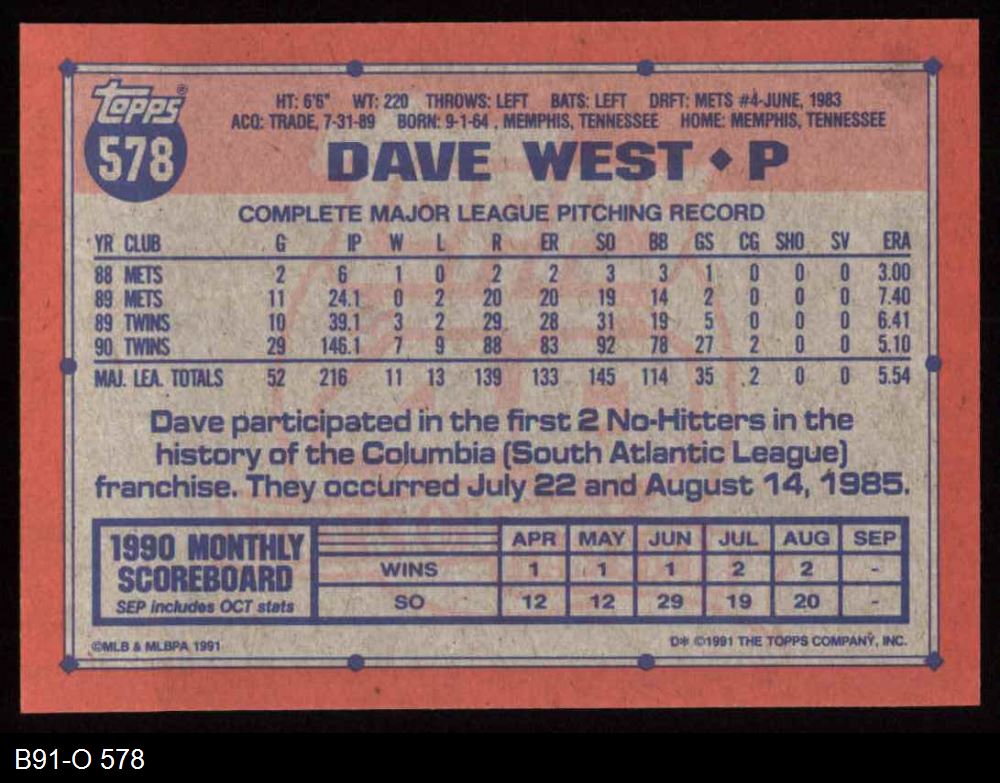 topps®
578
HT: 6'6" WT: 220 THROWS: LEFT BATS: LEFT DRFT: METS #4-JUNE, 1983
ACQ: TRADE, 7-31-89 BORN: 9-1-64, MEMPHIS, TENNESSEE HOME: MEMPHIS, TENNESSEE
DAVE WEST ♦ P
COMPLETE MAJOR LEAGUE PITCHING RECORD
YR CLUB G IP W L R ER SO BB GS CG SHO SV ERA
88 METS 2 6 1 0 2 2 3 3 1 0 0 0 3.00
89 METS 11 24.1 0 2 20 20 19 14 2 0 0 0 7.40
89 TWINS 10 39.1 3 2 29 28 31 19 5 0 0 0 6.41
90 TWINS 29 146.1 7 9 88 83 92 78 27 2 0 0 5.10
MAJ. LEA. TOTALS 52 216 11 13 139 133 145 114 35 2 0 0 5.54
Dave participated in the first 2 No-Hitters in the
history of the Columbia (South Atlantic League)
franchise. They occurred July 22 and August 14, 1985.
1990 MONTHLY
SCOREBOARD
SEP includes OCT stats
APR MAY JUN JUL AUG SEP
WINS 1 1 1 2 2 -
SO 12 12 29 19 20 -
©MLB & MLBPA 1991
D* ©1991 THE TOPPS COMPANY, INC.
B91-O 578